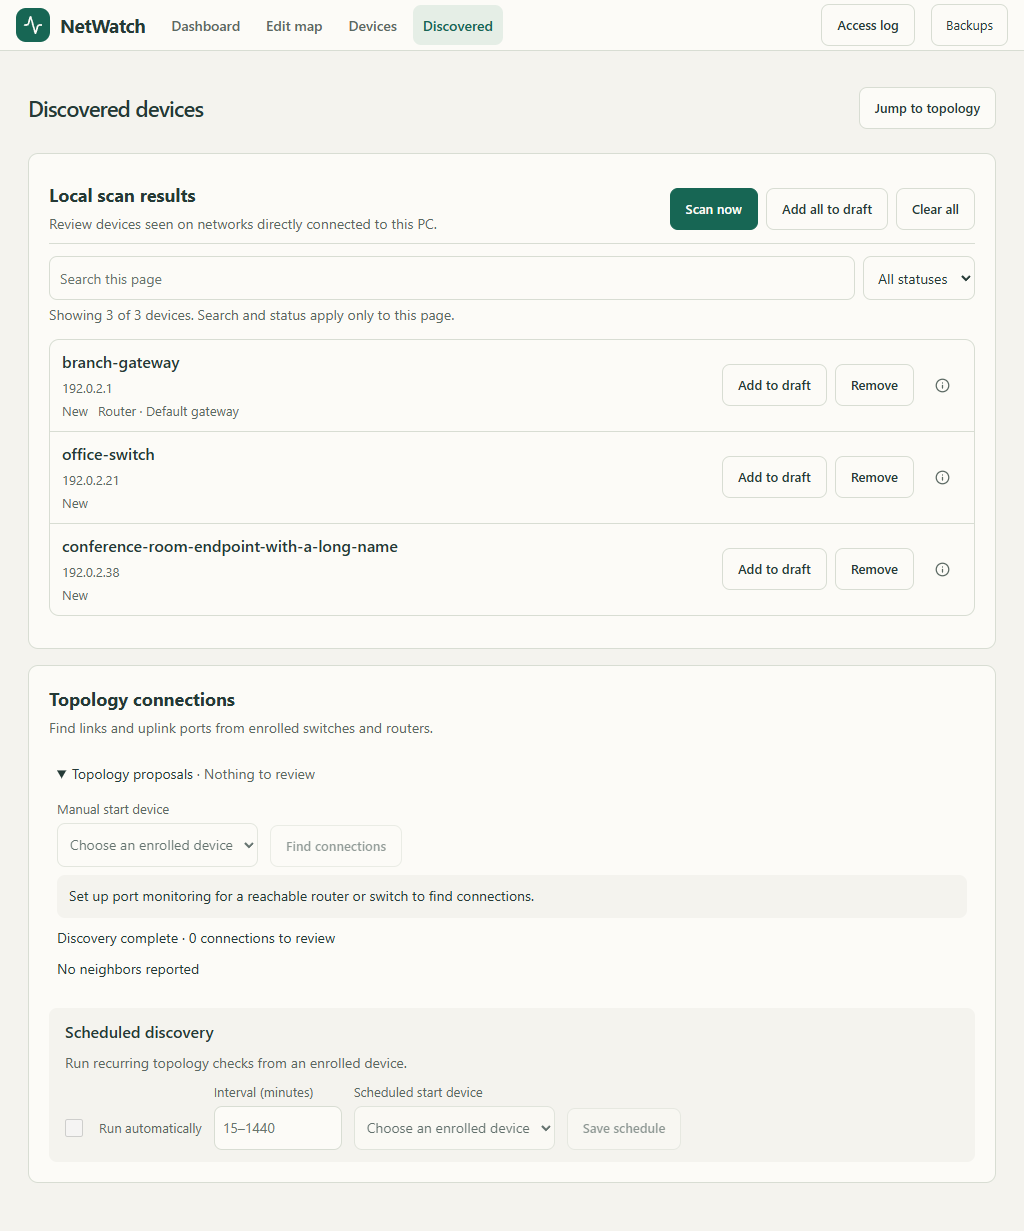 NetWatch Dashboard Edit map Devices Discovered Access log Backups
Discovered devices Jump to topology
Local scan results
Review devices seen on networks directly connected to this PC.
Scan now Add all to draft Clear all
Search this page All statuses
Showing 3 of 3 devices. Search and status apply only to this page.
branch-gateway
192.0.2.1
New Router · Default gateway
Add to draft Remove
office-switch
192.0.2.21
New
Add to draft Remove
conference-room-endpoint-with-a-long-name
192.0.2.38
New
Add to draft Remove
Topology connections
Find links and uplink ports from enrolled switches and routers.
Topology proposals · Nothing to review
Manual start device
Choose an enrolled device Find connections
Set up port monitoring for a reachable router or switch to find connections.
Discovery complete · 0 connections to review
No neighbors reported
Scheduled discovery
Run recurring topology checks from an enrolled device.
Interval (minutes) Scheduled start device
Run automatically 15–1440 Choose an enrolled device Save schedule